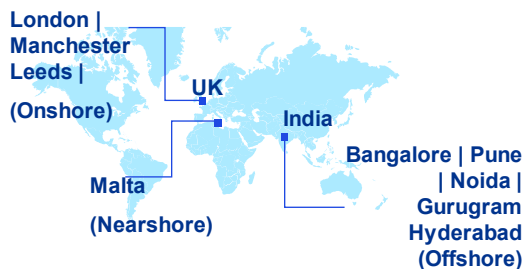 London |
Manchester
Leeds |
(Onshore)
UK
India
Malta
(Nearshore)
Bangalore | Pune
| Noida |
Gurugram
Hyderabad
(Offshore)